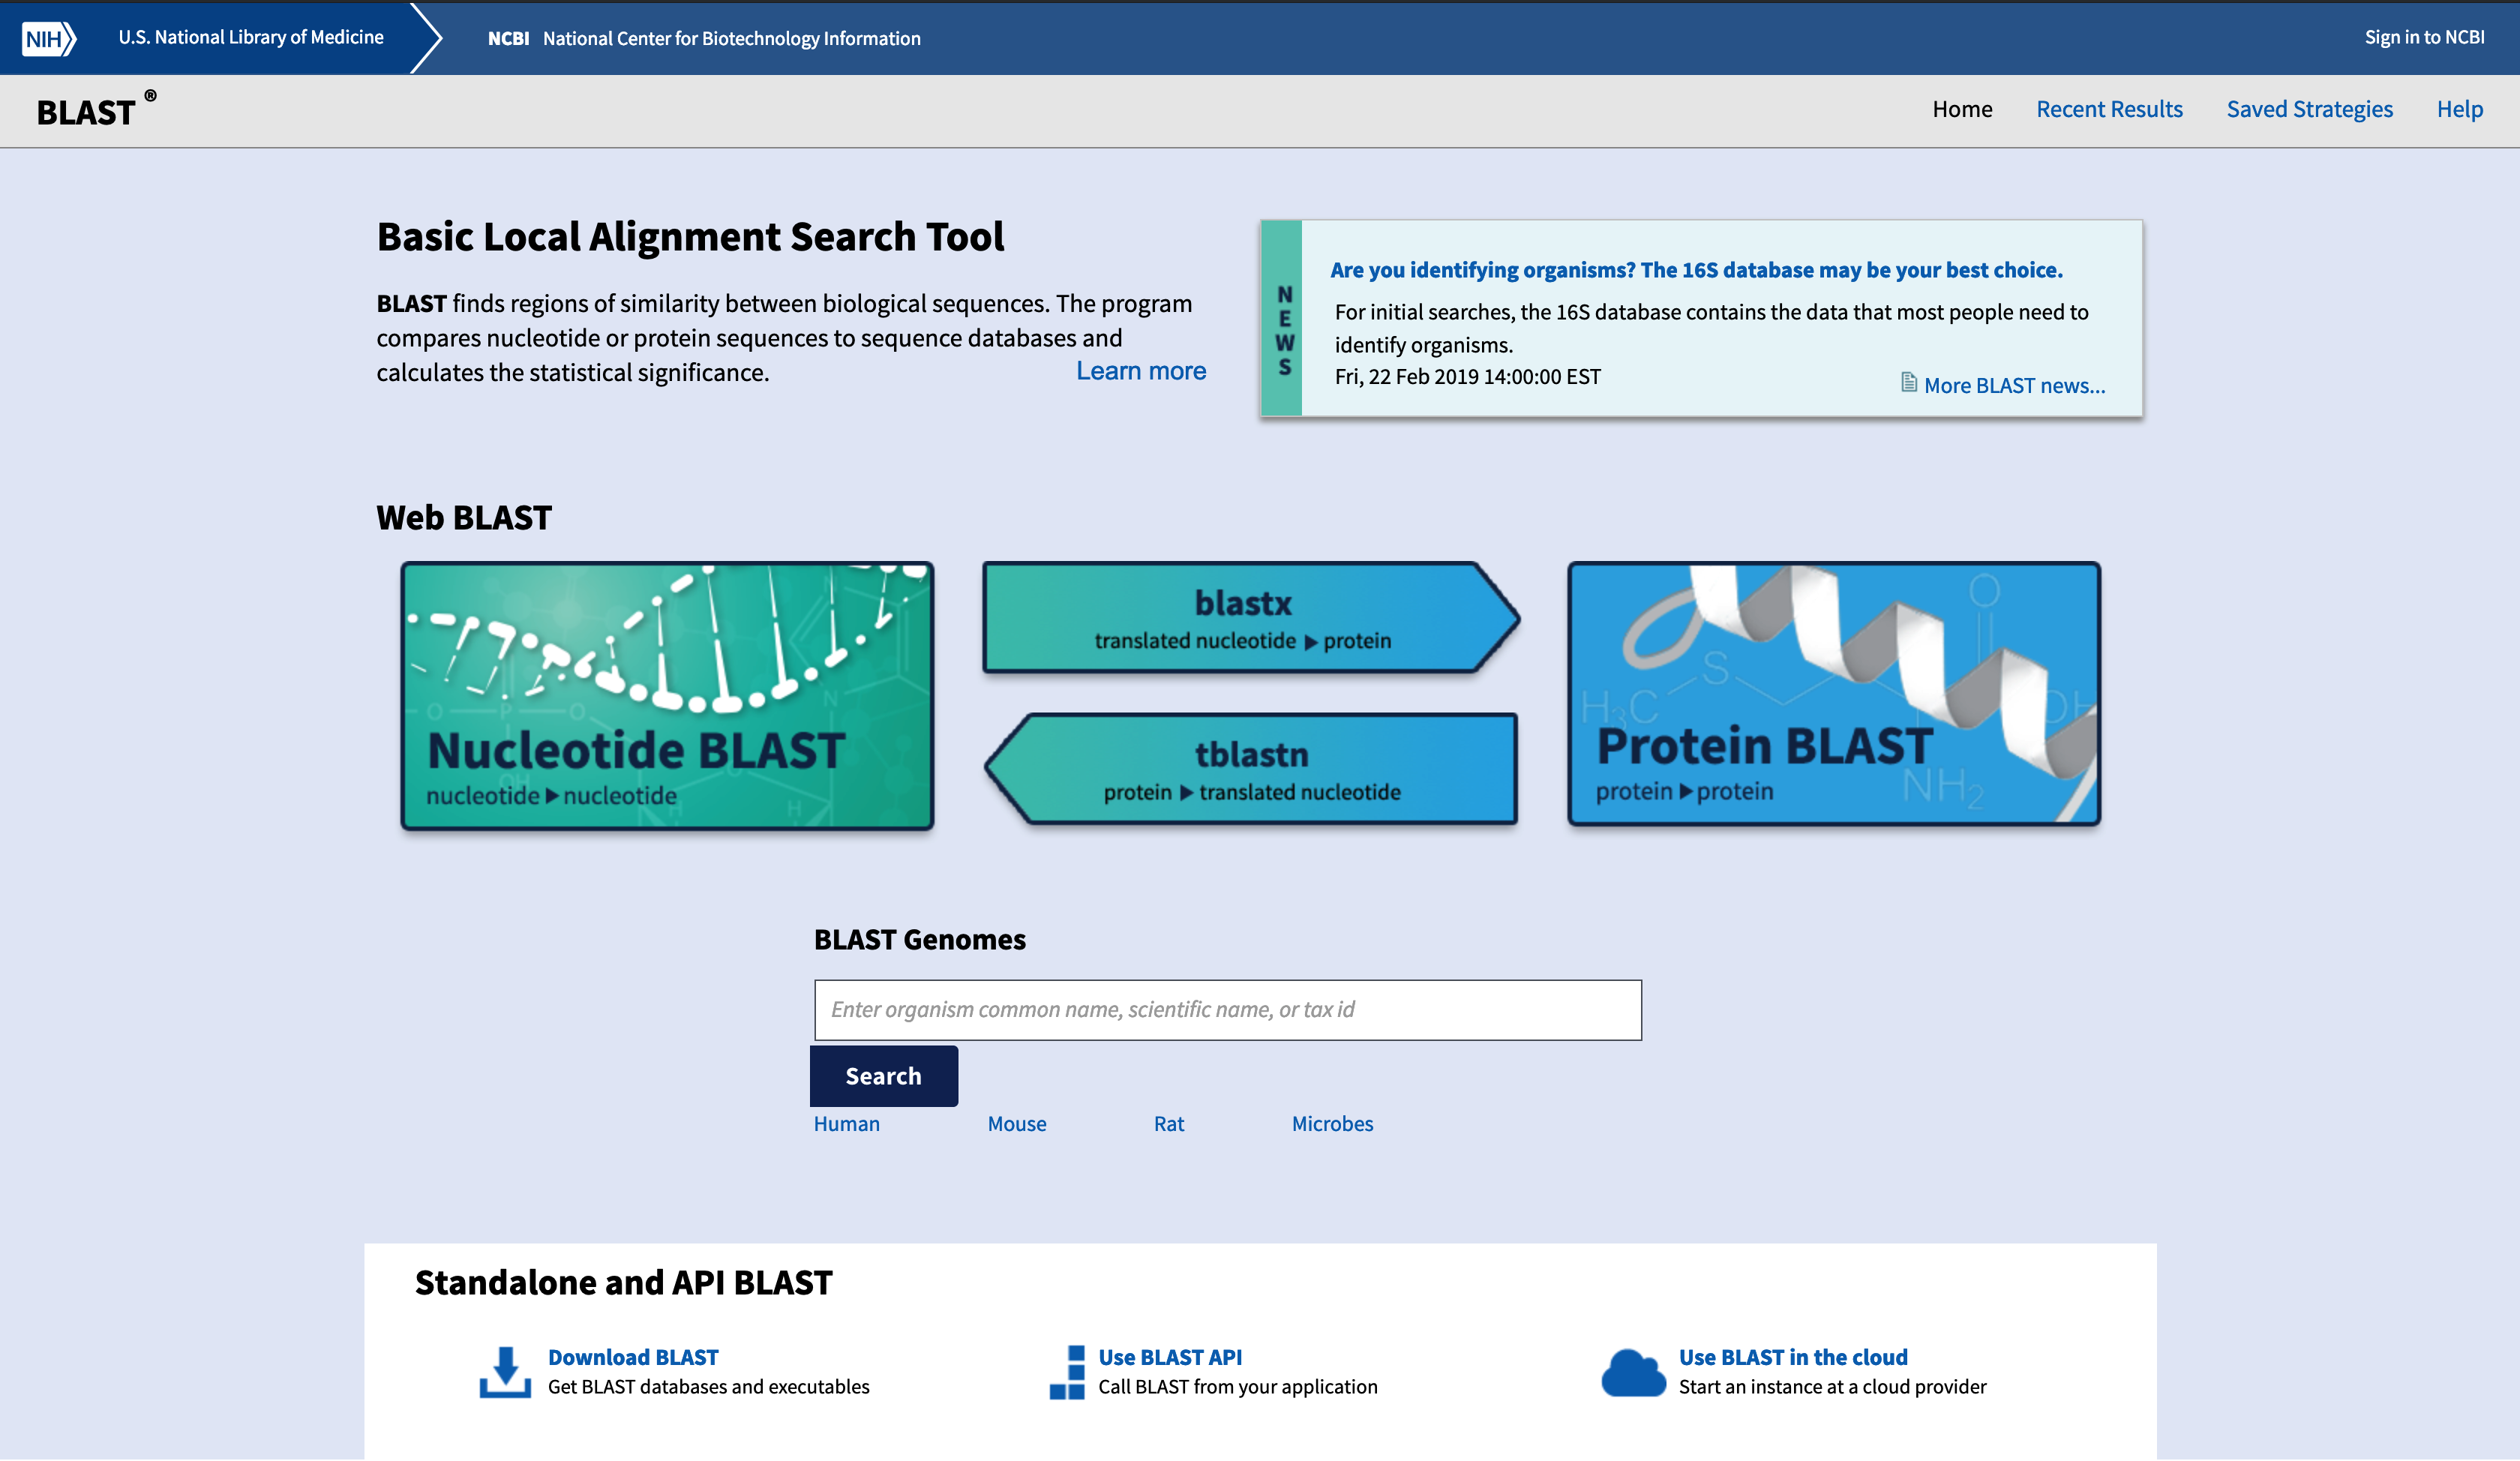 NIH
U.S. National Library of Medicine
NCBI National Center for Biotechnology Information
Sign in to NCBI
BLAST ®
Home
Recent Results
Saved Strategies
Help
Basic Local Alignment Search Tool
BLAST finds regions of similarity between biological sequences. The program
compares nucleotide or protein sequences to sequence databases and
calculates the statistical significance.
Learn more
NEWS
Are you identifying organisms? The 16S database may be your best choice.
For initial searches, the 16S database contains the data that most people need to
identify organisms.
Fri, 22 Feb 2019 14:00:00 EST
More BLAST news...
Web BLAST
O P O
N
Nucleotide BLAST
OH
O
nucleotide ▶ nucleotide
H
H
blastx
translated nucleotide ▶ protein
tblastn
protein ▶ translated nucleotide
O
S
H₃C
OH
Protein BLAST
protein ▶ protein
NH₂
BLAST Genomes
Enter organism common name, scientific name, or tax id
Search
Human
Mouse
Rat
Microbes
Standalone and API BLAST
Download BLAST
Get BLAST databases and executables
Use BLAST API
Call BLAST from your application
Use BLAST in the cloud
Start an instance at a cloud provider